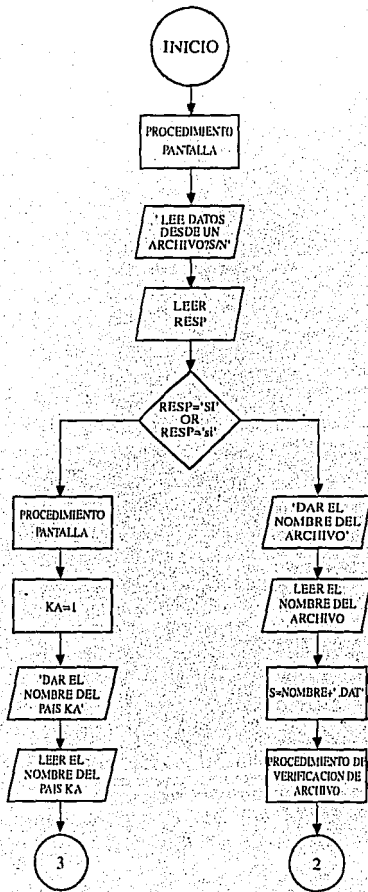 INICIO
PROCEDIMIENTO
PANTALLA
' LEE DATOS
DESDE UN
ARCHIVO?S/N'
LEER
RESP
RESP='SI'
OR
RESP='si'
PROCEDIMIENTO
PANTALLA
KA=1
'DAR EL
NOMBRE DEL
PAIS KA'
LEER EL
NOMBRE DEL
PAIS KA
3
'DAR EL
NOMBRE DEL
ARCHIVO'
LEER EL
NOMBRE DEL
ARCHIVO
S=NOMBRE+'.DAT'
PROCEDIMIENTO DE
VERIFICACION DE
ARCHIVO
2